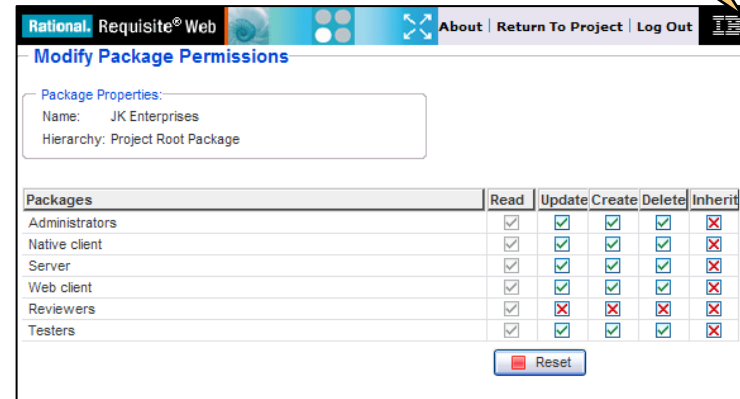 Rational. Requisite® Web About | Return To Project | Log Out IBM
Modify Package Permissions
Package Properties:
Name: JK Enterprises
Hierarchy: Project Root Package
Packages Read Update Create Delete Inherit
Administrators
Native client
Server
Web client
Reviewers
Testers
Reset